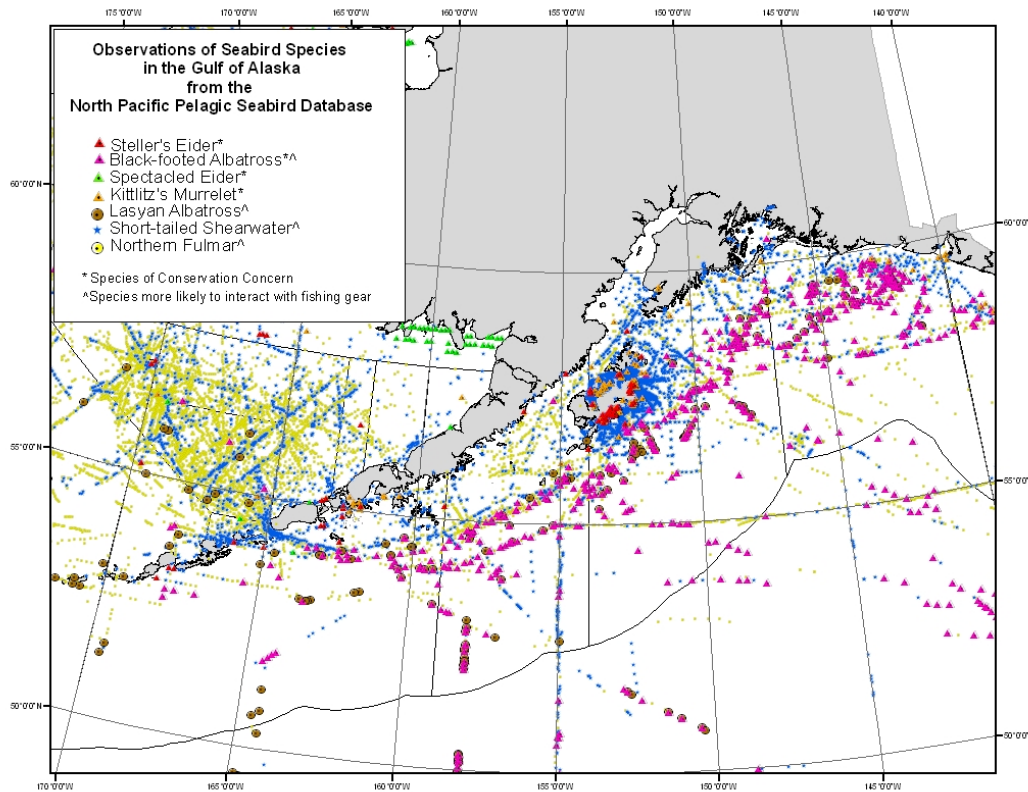 175°0'0"W 170°0'0"W 165°0'0"W 160°0'0"W 155°0'0"W 150°0'0"W 145°0'0"W 140°0'0"W
Observations of Seabird Species
in the Gulf of Alaska
from the
North Pacific Pelagic Seabird Database
Steller's Eider*
Black-footed Albatross*^
Spectacled Eider*
Kittlitz's Murrelet*
Lasyan Albatross^
Short-tailed Shearwater^
Northern Fulmar^
* Species of Conservation Concern
^Species more likely to interact with fishing gear
60°0'0"N
60°0'0"
55°0'0"N
55°0'0"
50°0'0"N
50°0'0"
170°0'0"W 165°0'0"W 160°0'0"W 155°0'0"W 150°0'0"W 145°0'0"W